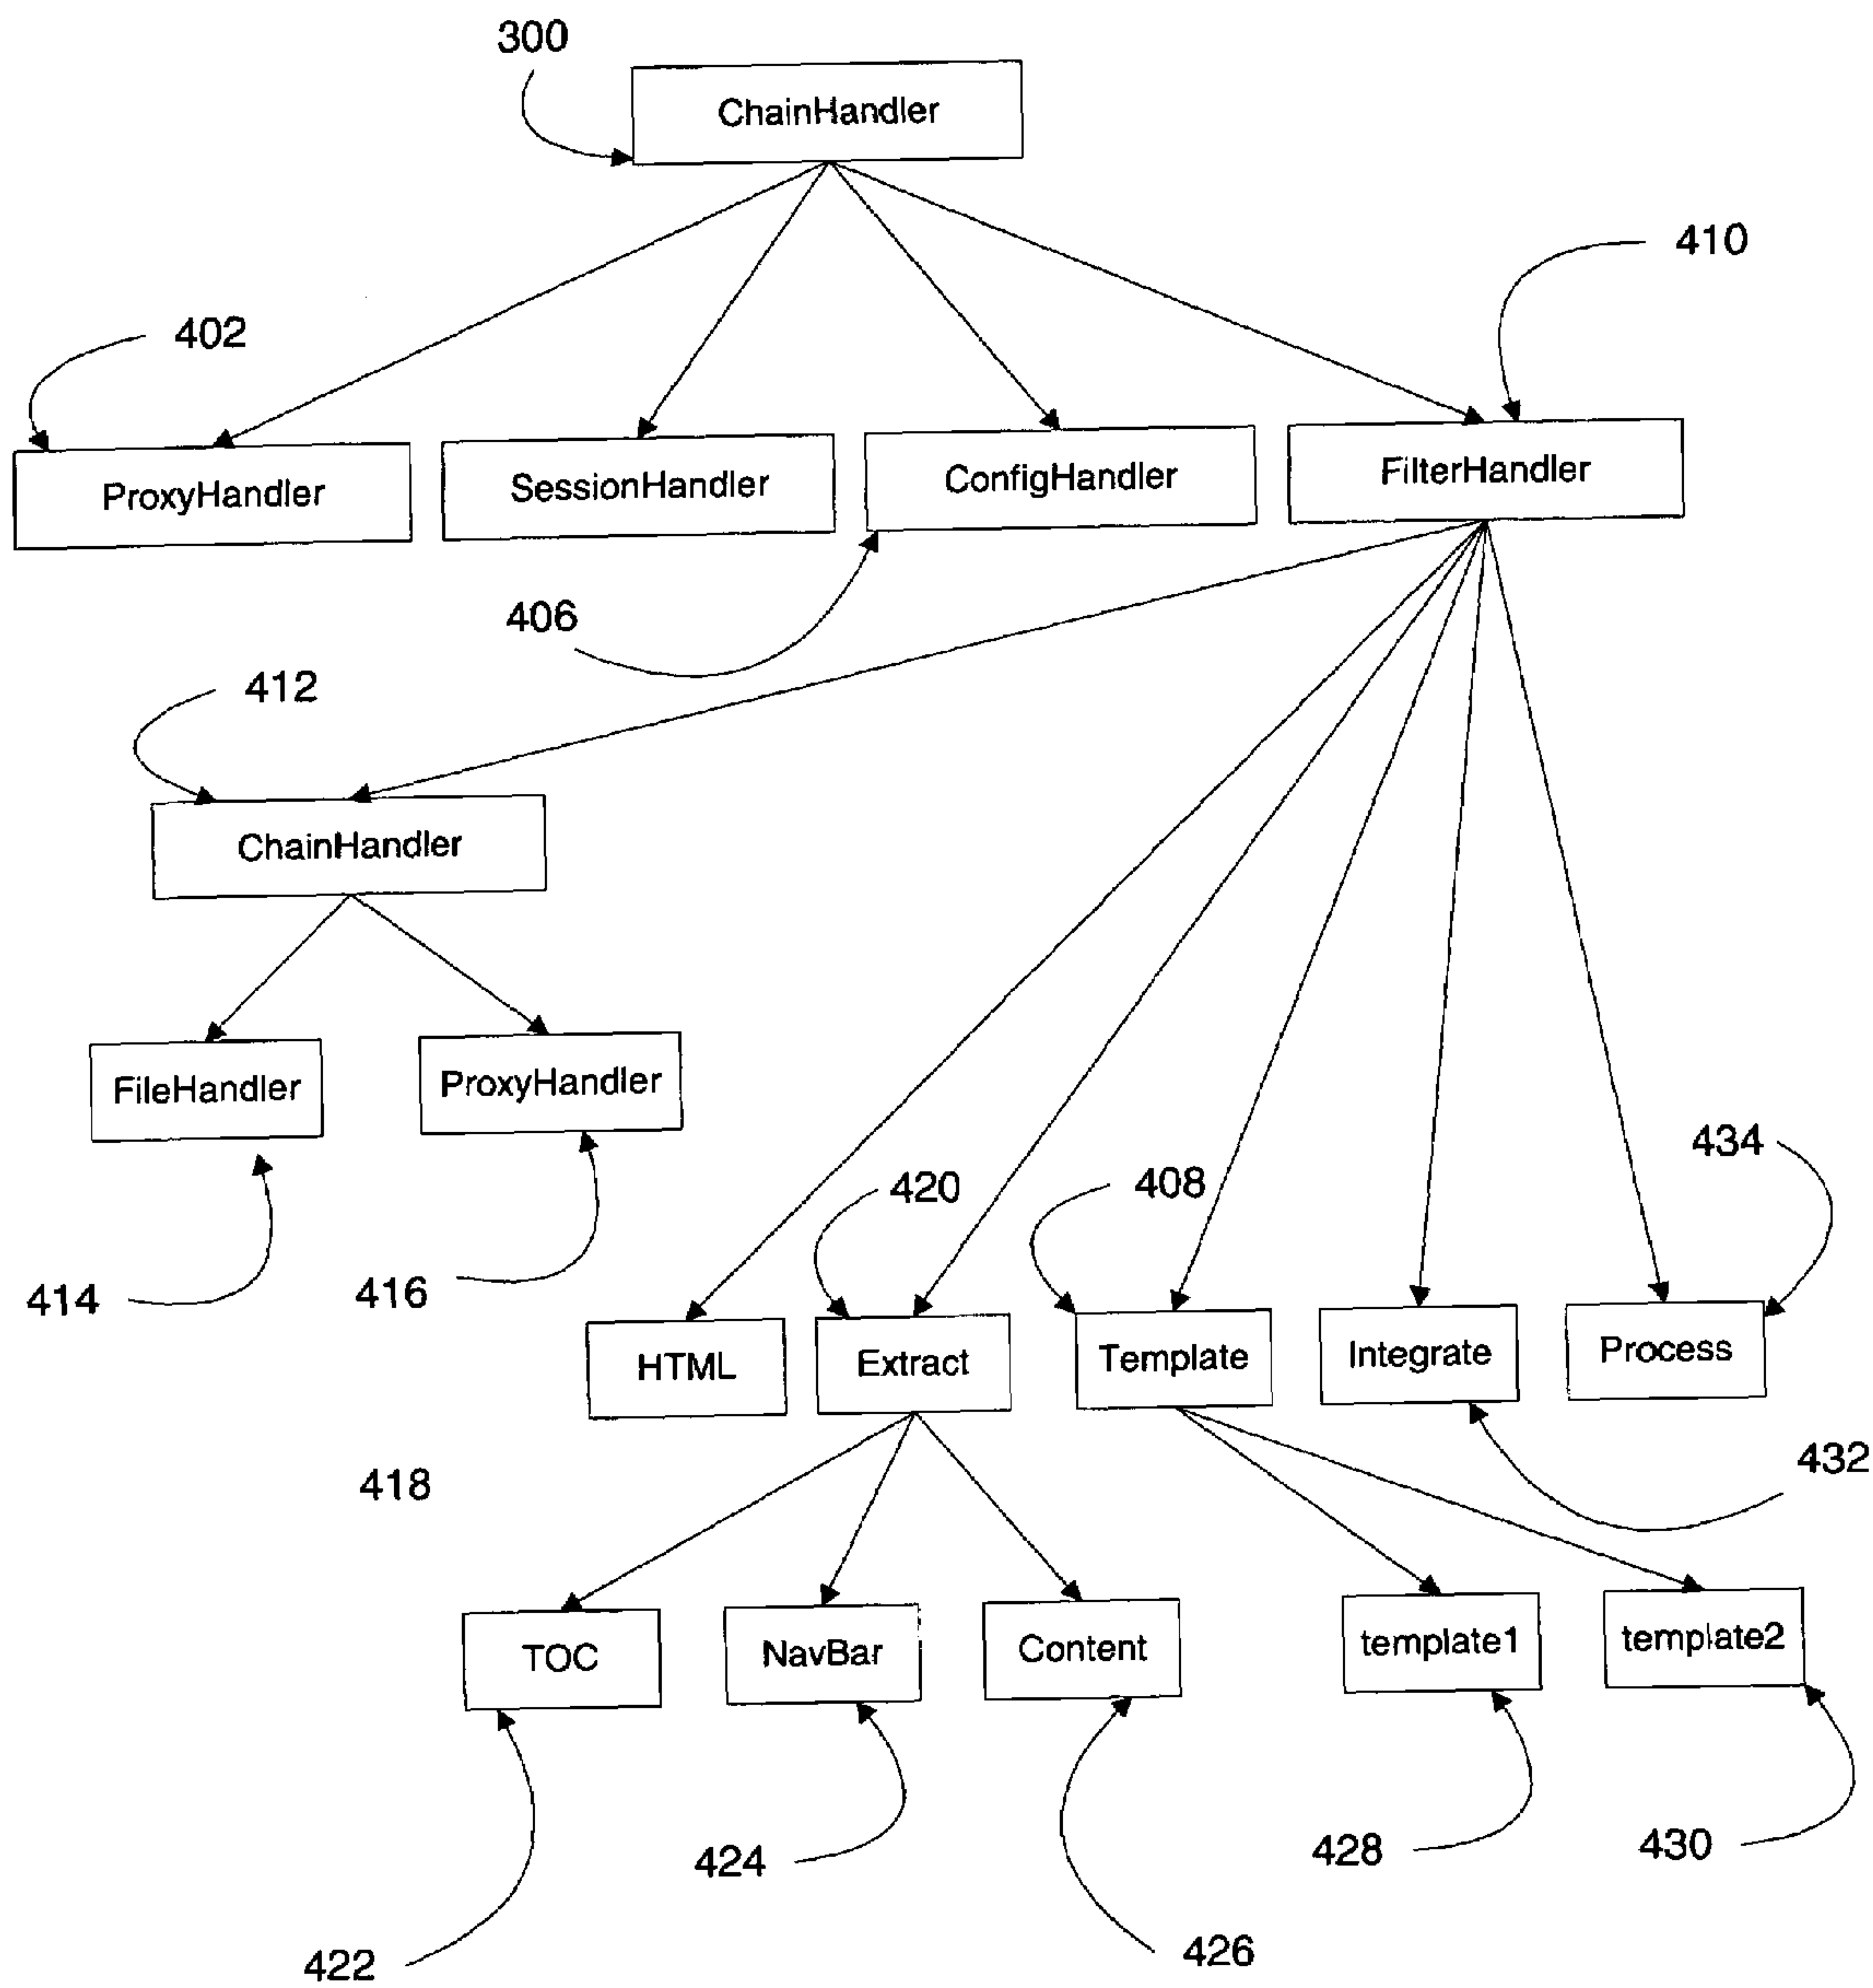 300
ChainHandler
410
402
ProxyHandler
SessionHandler
ConfigHandler
FilterHandler
406
412
ChainHandler
FileHandler
ProxyHandler
434
420
408
414
416
HTML
Extract
Template
Integrate
Process
418
432
TOC
NavBar
Content
template1
template2
424
428
430
422
426